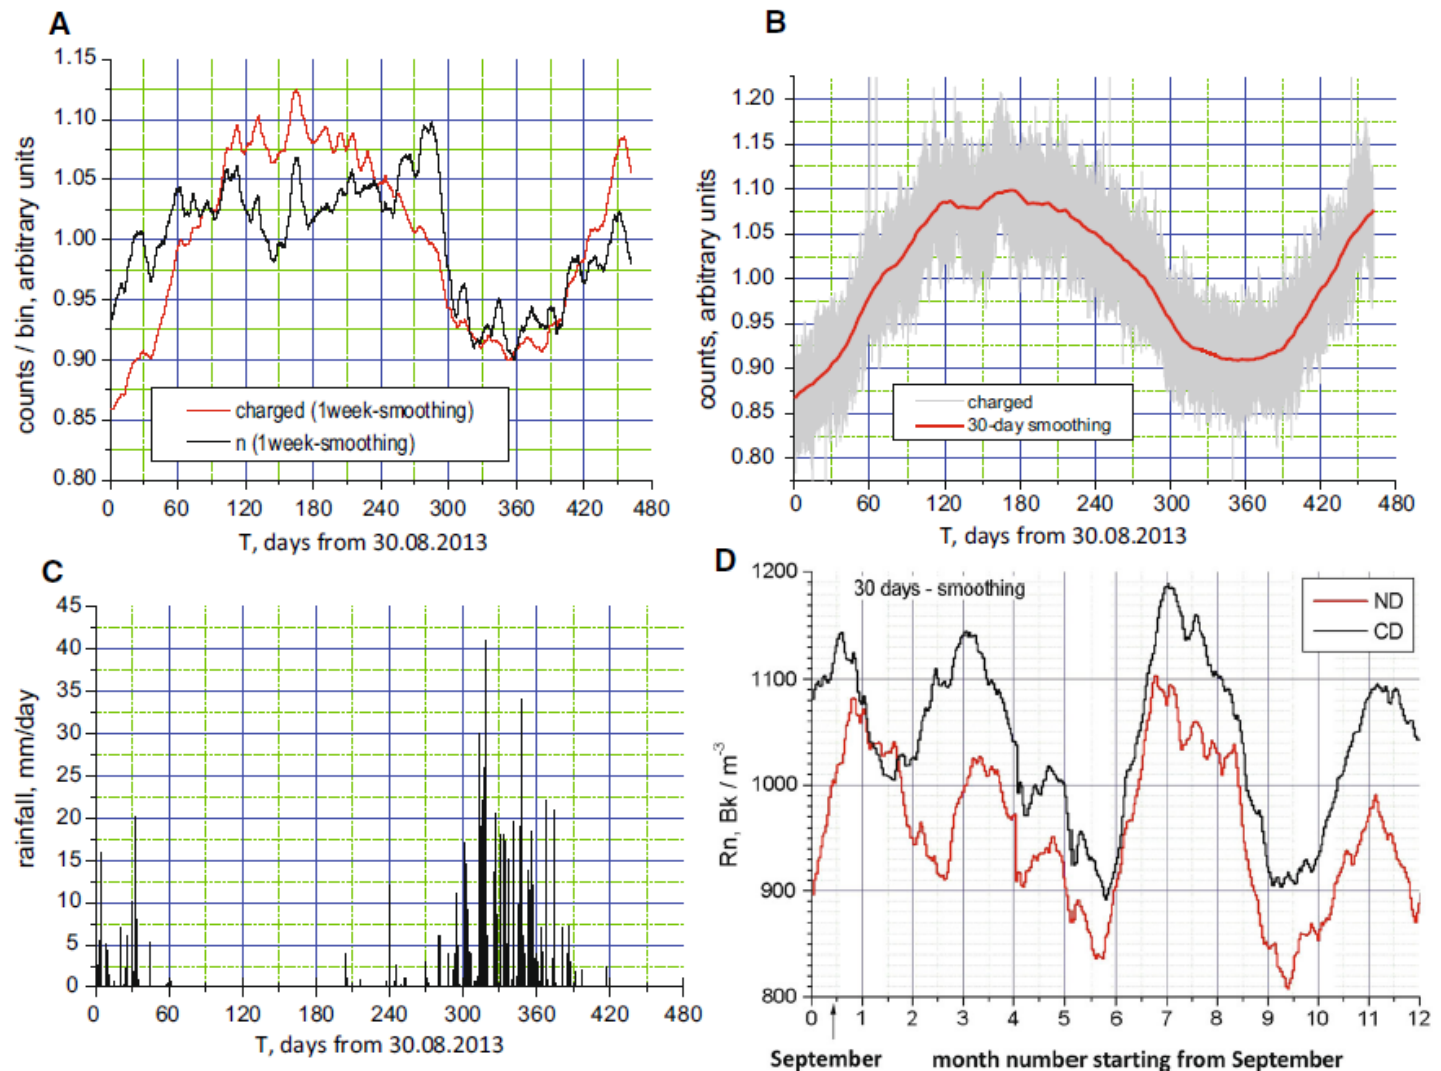 A
1.15
1.10
1.05
1.00
0.95
0.90
0.85
0.80
counts / bin, arbitrary units
charged (1week-smoothing)
n (1week-smoothing)
0 60 120 180 240 300 360 420 480
T, days from 30.08.2013
B
1.20
1.15
1.10
1.05
1.00
0.95
0.90
0.85
0.80
counts, arbitrary units
charged
30-day smoothing
0 60 120 180 240 300 360 420 480
T, days from 30.08.2013
C
45
40
35
30
25
20
15
10
5
0
rainfall, mm/day
0 60 120 180 240 300 360 420 480
T, days from 30.08.2013
D
1200
1100
1000
900
800
Rn, Bk / m-3
30 days - smoothing
ND
CD
0 1 2 3 4 5 6 7 8 9 10 11 12
September month number starting from September